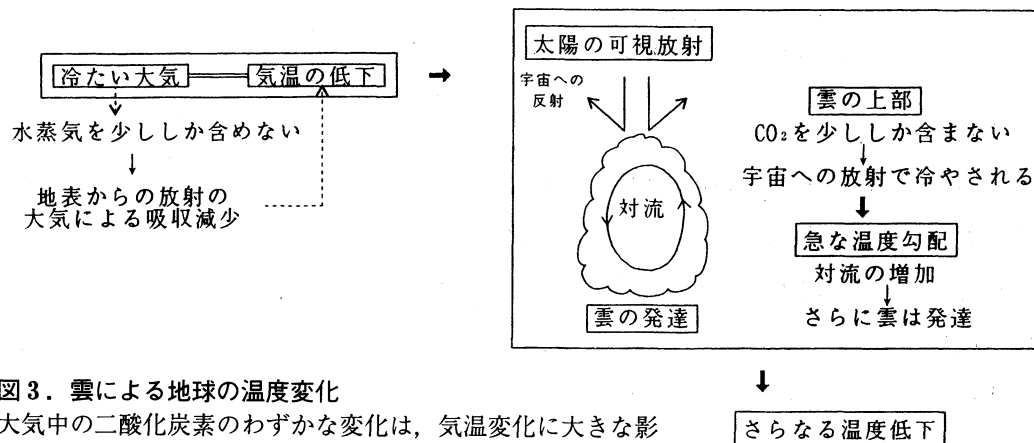 冷たい大気
気温の低下
水蒸気を少ししか含めない
地表からの放射の
大気による吸収減少
太陽の可視放射
宇宙への
反射
対流
雲の発達
雲の上部
CO₂を少ししか含まない
宇宙への放射で冷やされる
急な温度勾配
対流の増加
さらに雲は発達
さらなる温度低下
図3．雲による地球の温度変化
大気中の二酸化炭素のわずかな変化は，気温変化に大きな影